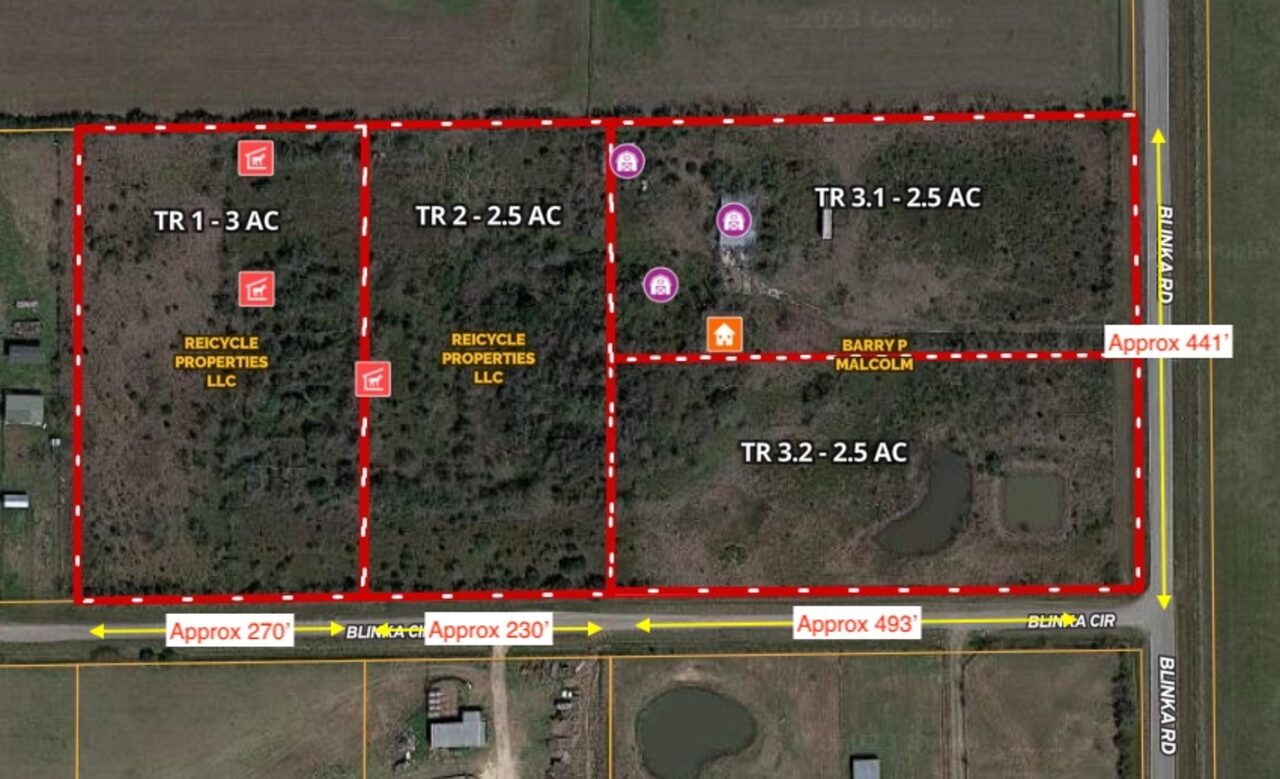 © 2023 Google
TR 1 - 3 AC
TR 2 - 2.5 AC
TR 3.1 - 2.5 AC
BLINKA RD
REICYCLE
PROPERTIES
LLC
REICYCLE
PROPERTIES
LLC
BARRY P
MALCOLM
Approx 441'
TR 3.2 - 2.5 AC
Approx 270'
BLINKA CIR
Approx 230'
Approx 493'
BLINKA CIR
BLINKA RD